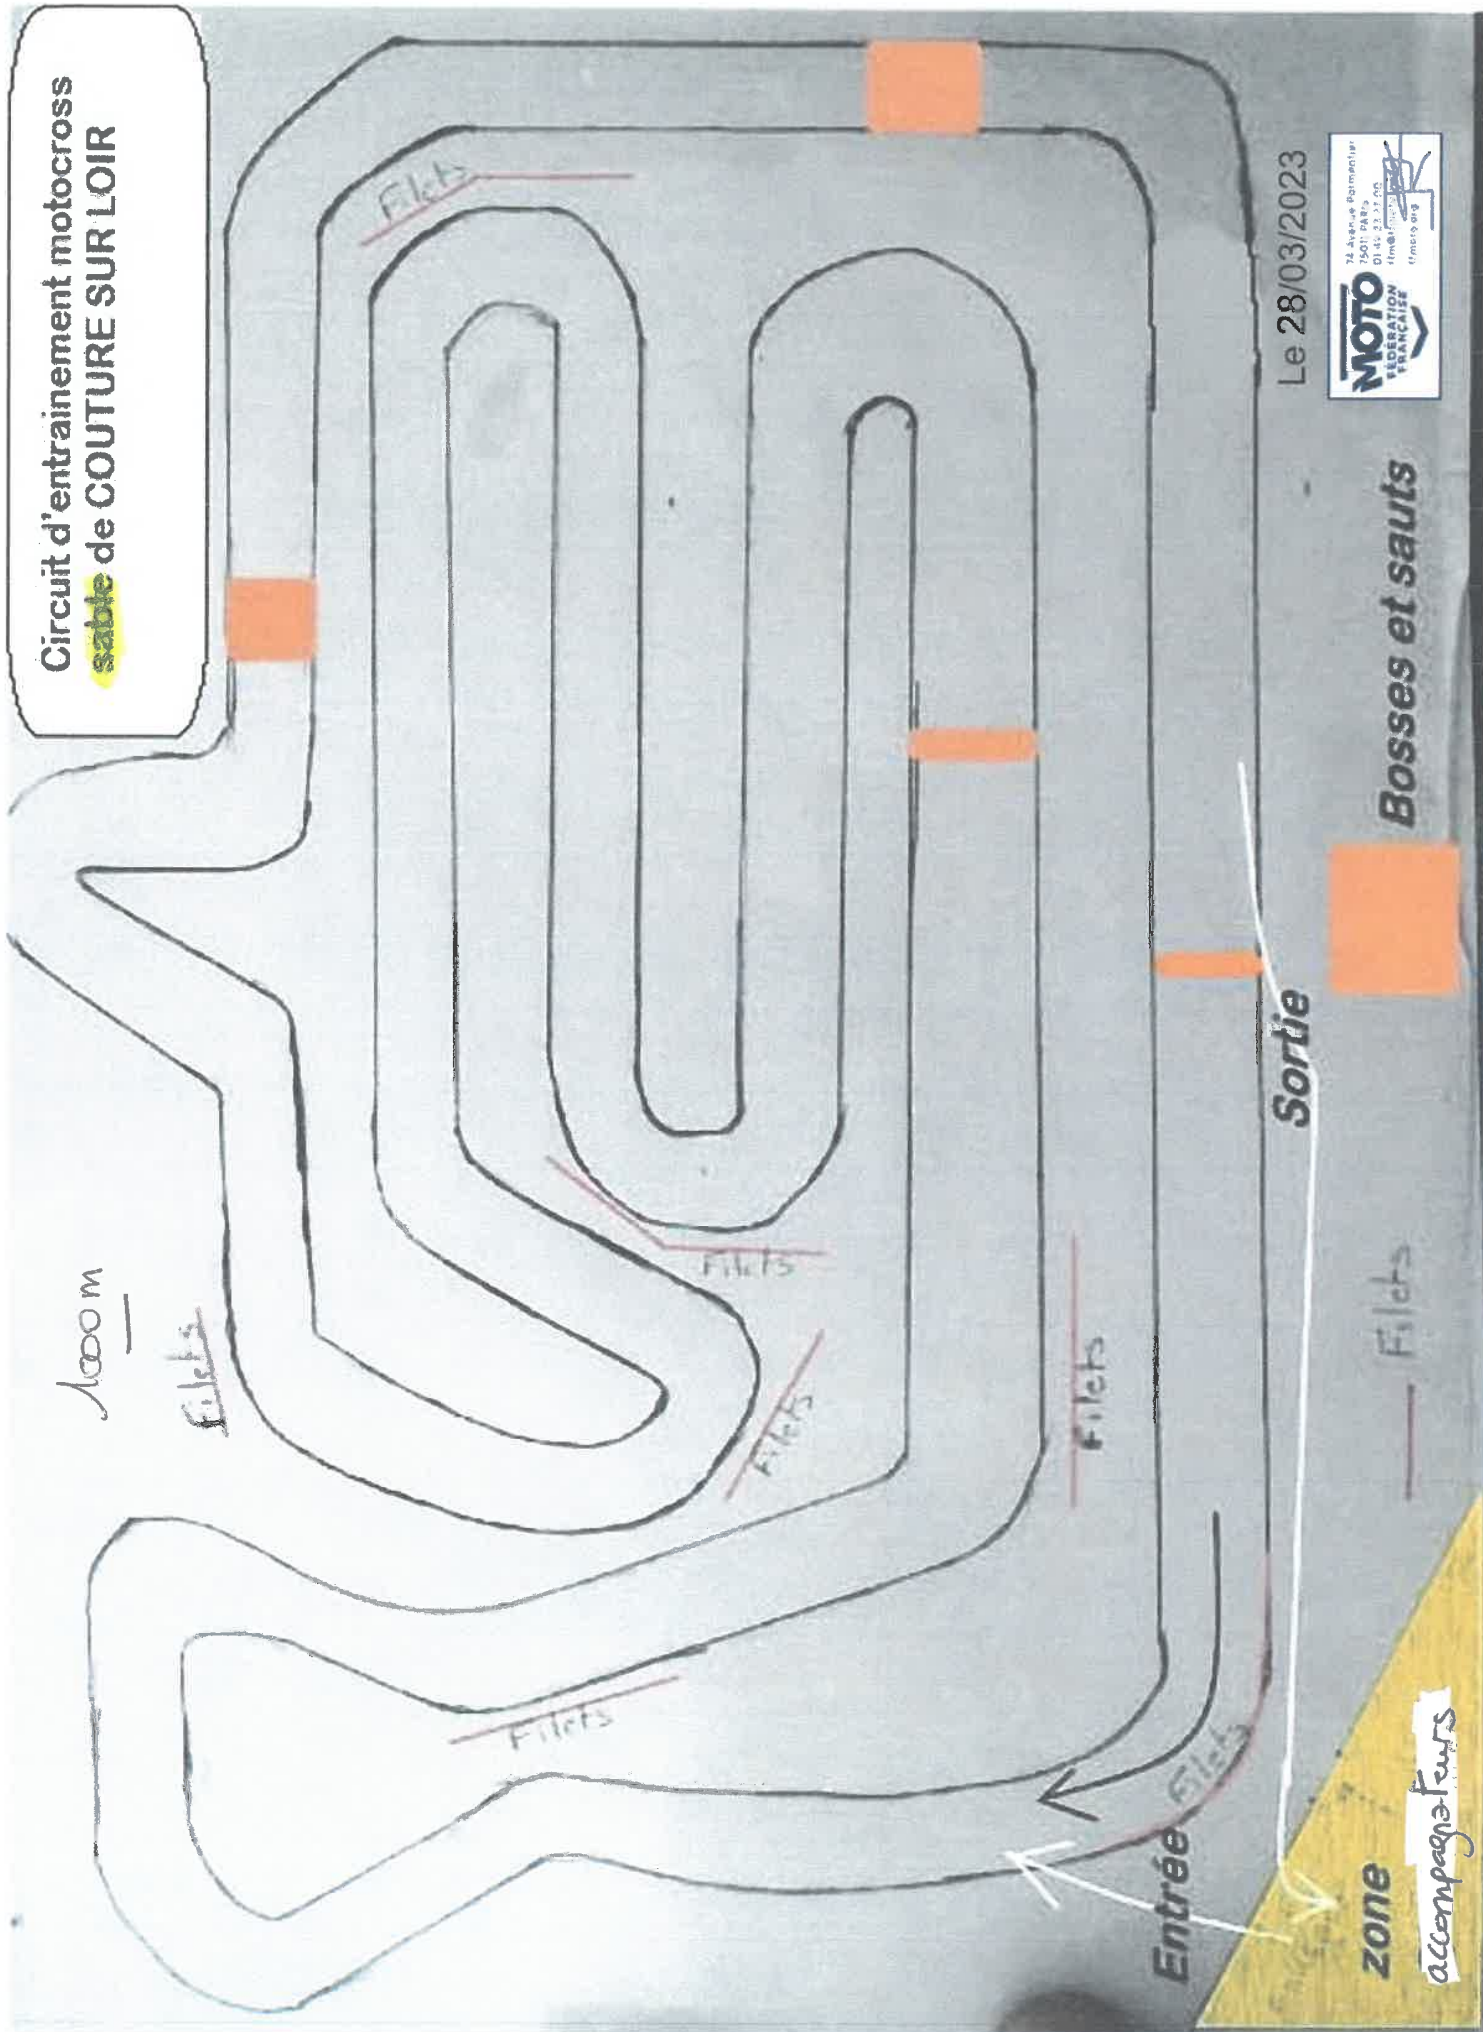 Circuit d'entrainement motocross
sable de COUTURE SUR LOIR
1000 m
Filets
Filets
Filets
Filets
Filets
Filets
Filets
Entrée
Sortie
Le 28/03/2023
MOTO
FÉDÉRATION
FRANÇAISE
74 Avenue Parmentier
75011 PARIS
zone
accompagnateurs
Filets
Bosses et sauts